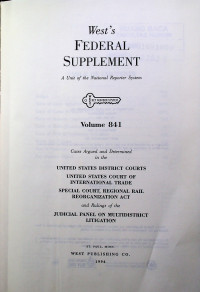 West's
FEDERAL
SUPPLEMENT
A Unit of the National Reporter System
Volume 841
Cases Argued and Determined
in the
UNITED STATES DISTRICT COURTS
UNITED STATES COURT OF
INTERNATIONAL TRADE
SPECIAL COURT, REGIONAL RAIL
REORGANIZATION ACT
and Rulings of the
JUDICIAL PANEL ON MULTIDISTRICT
LITIGATION
ST. PAUL, MINN.
WEST PUBLISHING CO.
1994